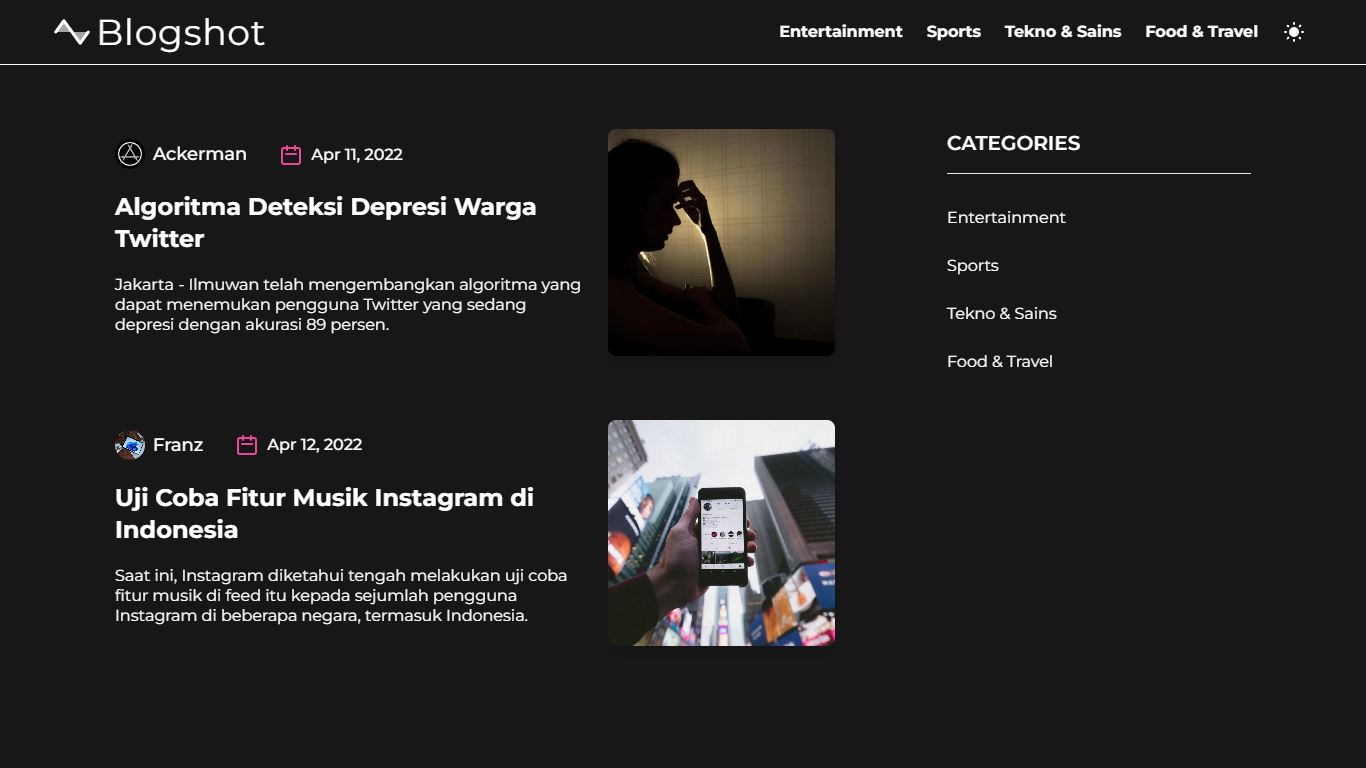 Blogshot
Entertainment Sports Tekno & Sains Food & Travel
Ackerman Apr 11, 2022
Algoritma Deteksi Depresi Warga
Twitter
Jakarta - Ilmuwan telah mengembangkan algoritma yang
dapat menemukan pengguna Twitter yang sedang
depresi dengan akurasi 89 persen.
CATEGORIES
Entertainment
Sports
Tekno & Sains
Food & Travel
Franz Apr 12, 2022
Uji Coba Fitur Musik Instagram di
Indonesia
Saat ini, Instagram diketahui tengah melakukan uji coba
fitur musik di feed itu kepada sejumlah pengguna
Instagram di beberapa negara, termasuk Indonesia.